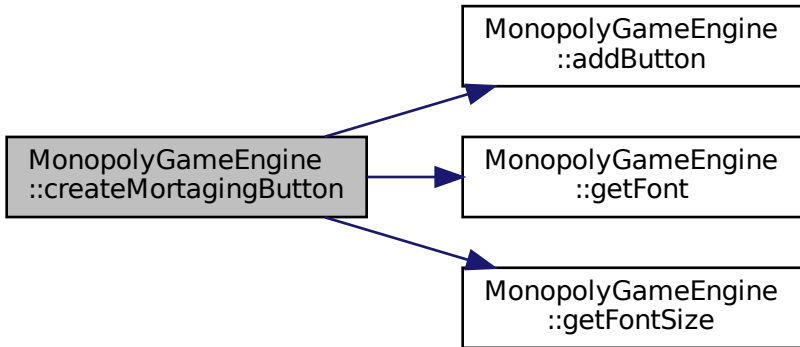 MonopolyGameEngine
::createMortagingButton
MonopolyGameEngine
::addButton
MonopolyGameEngine
::getFont
MonopolyGameEngine
::getFontSize